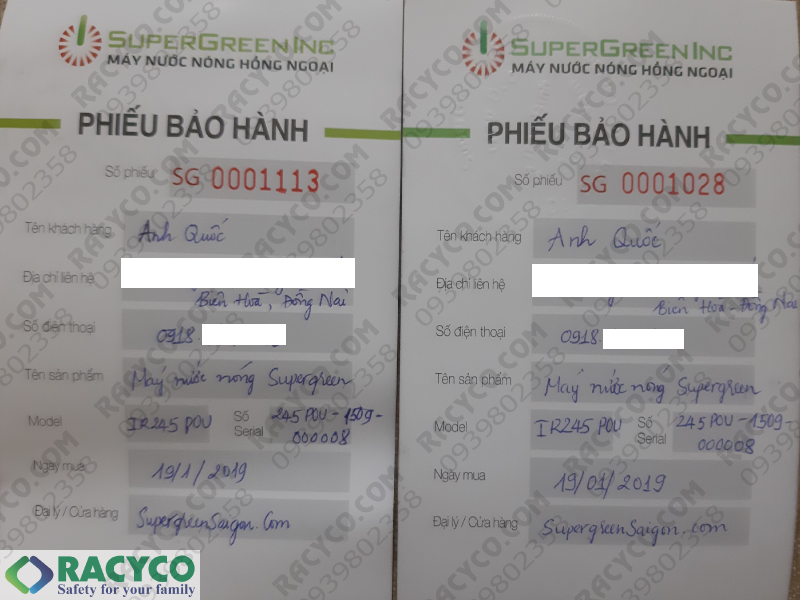 SUPERGREEN INC
MÁY NƯỚC NÓNG HỒNG NGOẠI
PHIẾU BẢO HÀNH
Số phiếu SG 0001113
Tên khách hàng Anh Quốc
Địa chỉ liên hệ
Biên Hoà, Đồng Nai
Số điện thoại 0918.
Tên sản phẩm Máy nước nóng Supergreen
Model IR245 POU Số Serial 245 POU-1509-000008
Ngày mua 19/1/2019
Đại lý / Cửa hàng SupergreenSaigon.Com
SUPERGREEN INC
MÁY NƯỚC NÓNG HỒNG NGOẠI
PHIẾU BẢO HÀNH
Số phiếu SG 0001028
Tên khách hàng Anh Quốc
Địa chỉ liên hệ
Biên Hoà - Đồng Nai
Số điện thoại 0918.
Tên sản phẩm Máy nước nóng Supergreen
Model IR245 POU Số Serial 245 POU-1509-000008
Ngày mua 19/01/2019
Đại lý / Cửa hàng SupergreenSaigon.com
RACYCO
Safety for your family
RACYCO.COM
0939802358